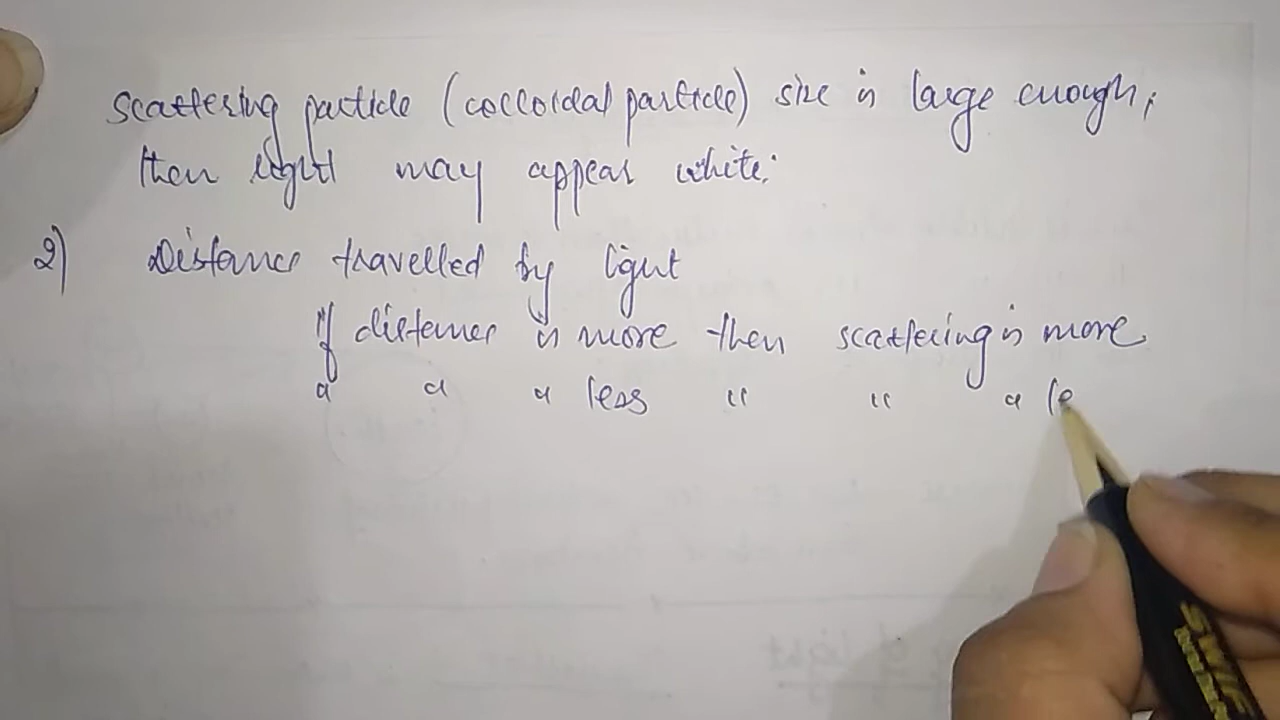 Scattering particle (colloidal particle) size is large enough,
then light may appear white.
2) Distance travelled by light
If distance is more then scattering is more
" " " less " " " le